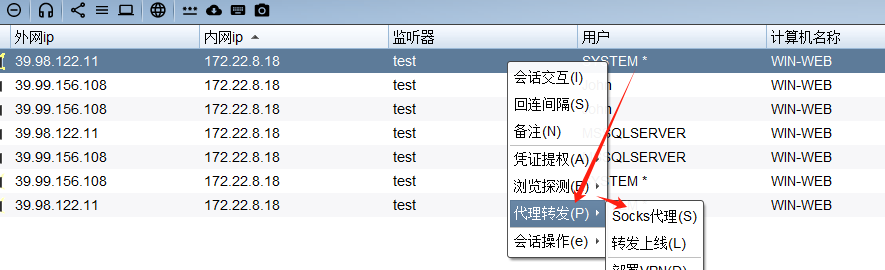 外网ip 内网ip 监听器 用户 计算机名称
39.98.122.11 172.22.8.18 test SYSTEM * WIN-WEB
39.99.156.108 172.22.8.18 test WIN-WEB
39.99.156.108 172.22.8.18 test John WIN-WEB
39.98.122.11 172.22.8.18 test MSSQLSERVER WIN-WEB
39.99.156.108 172.22.8.18 test SQLSERVER WIN-WEB
39.99.156.108 172.22.8.18 test TEM * WIN-WEB
39.98.122.11 172.22.8.18 test WIN-WEB
会话交互(I)
回连间隔(S)
备注(N)
凭证提权(A)
浏览探测(E)
代理转发(P)
会话操作(e)
Socks代理(S)
转发上线(L)
部署VPN(D)